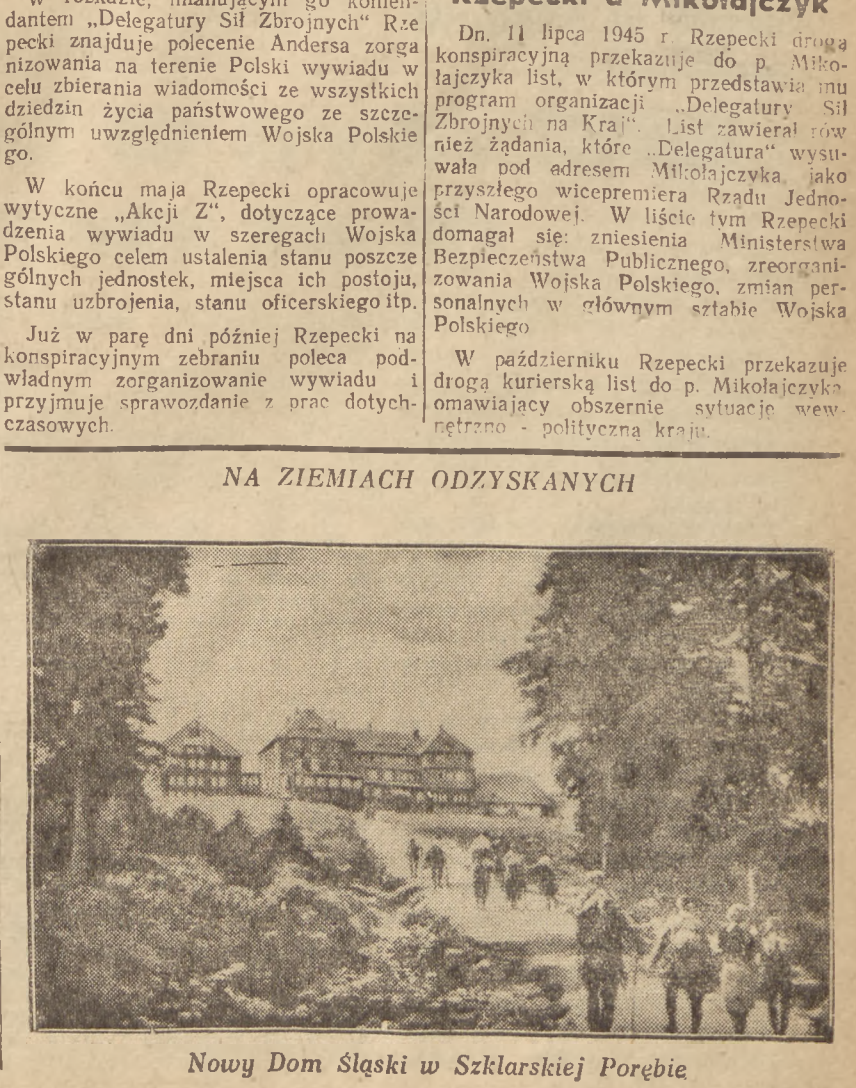 W rozkazie, mianującym go komen-
dantem „Delegatury Sił Zbrojnych“ Rze
pecki znajduje polecenie Andersa zorga
nizowania na terenie Polski wywiadu w
celu zbierania wiadomości ze wszystkich
dziedzin życia państwowego ze szcze-
gólnym uwzględnieniem Wojska Polskie
go.
W końcu maja Rzepecki opracowuje
wytyczne „Akcji Z“, dotyczące prowa-
dzenia wywiadu w szeregach Wojska
Polskiego celem ustalenia stanu poszcze
gólnych jednostek, miejsca ich postoju,
stanu uzbrojenia, stanu oficerskiego itp.
Już w parę dni później Rzepecki na
konspiracyjnym zebraniu poleca pod-
władnym zorganizowanie wywiadu i
przyjmuje sprawozdanie z prac dotych-
czasowych.
Rzepecki a Mikołajczyk
Dn. 11 lipca 1945 r. Rzepecki drogą
konspiracyjną przekazuje do p. Miko-
łajczyka list, w którym przedstawia mu
program organizacji „Delegatury Sił
Zbrojnych na Kraj“. List zawierał rów
nież żądania, które „Delegatura“ wysu-
wała pod adresem Mikołajczyka jako
przyszłego wicepremiera Rządu Jedno-
ści Narodowej. W liście tym Rzepecki
domagał się: zniesienia Ministerstwa
Bezpieczeństwa Publicznego, zreorgani-
zowania Wojska Polskiego, zmian per-
sonalnych w głównym sztabie Wojska
Polskiego
W październiku Rzepecki przekazuje
drogą kurierską list do p. Mikołajczyka
omawiający obszernie sytuację wew-
nętrzno - polityczną kraju.
NA ZIEMIACH ODZYSKANYCH
Nowy Dom Śląski w Szklarskiej Porębie